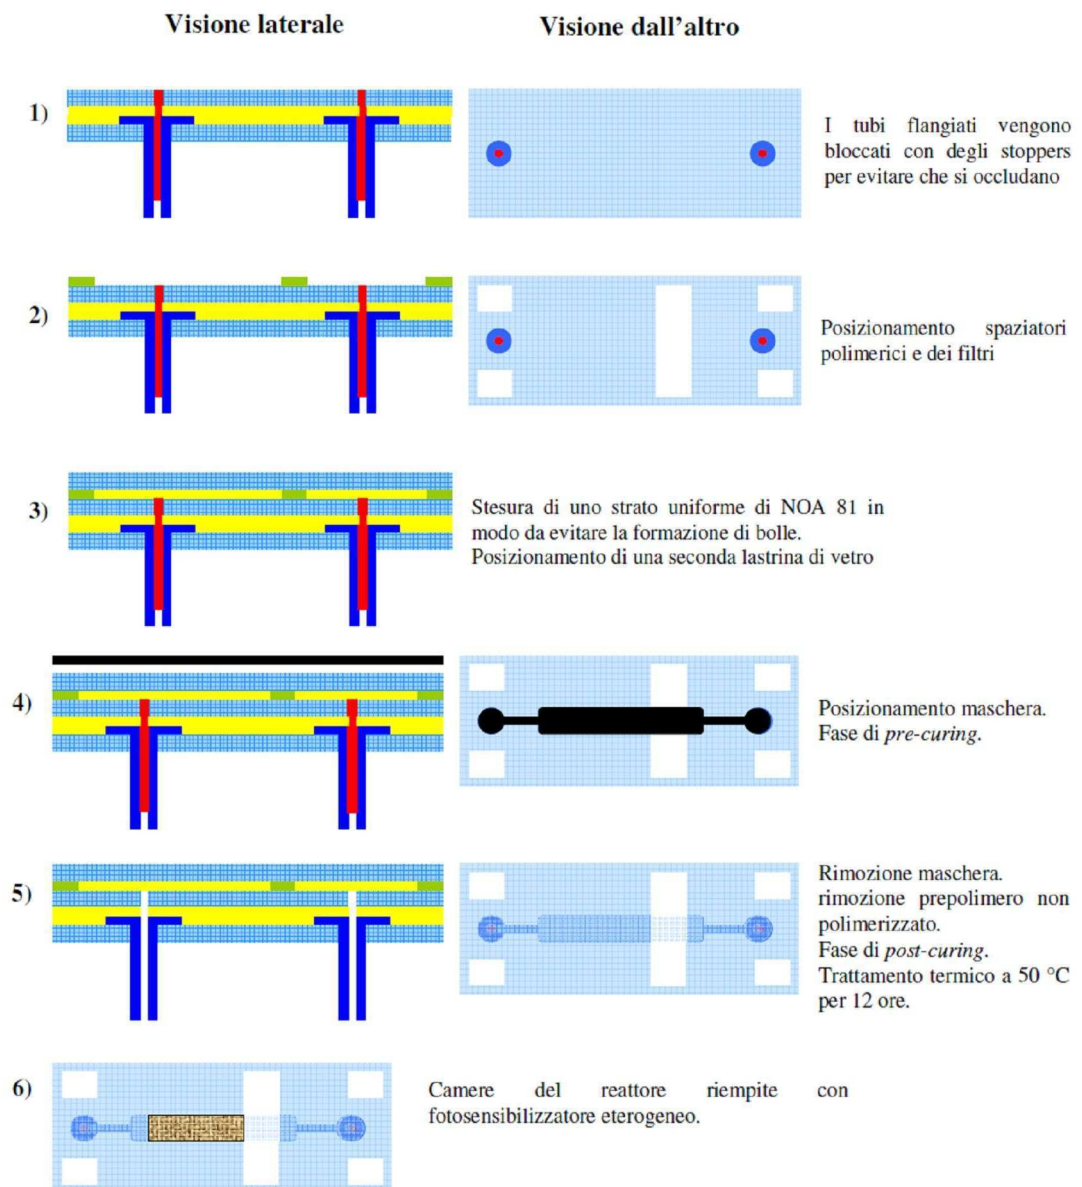 Visione laterale
Visione dall'altro
1)
I tubi flangiati vengono
bloccati con degli stoppers
per evitare che si occludano
2)
Posizionamento spaziatori
polimerici e dei filtri
3)
Stesura di uno strato uniforme di NOA 81 in
modo da evitare la formazione di bolle.
Posizionamento di una seconda lastrina di vetro
4)
Posizionamento maschera.
Fase di pre-curing.
5)
Rimozione maschera.
rimozione prepolimero non
polimerizzato.
Fase di post-curing.
Trattamento termico a 50 °C
per 12 ore.
6)
Camere del reattore riempite con
fotosensibilizzatore eterogeneo.